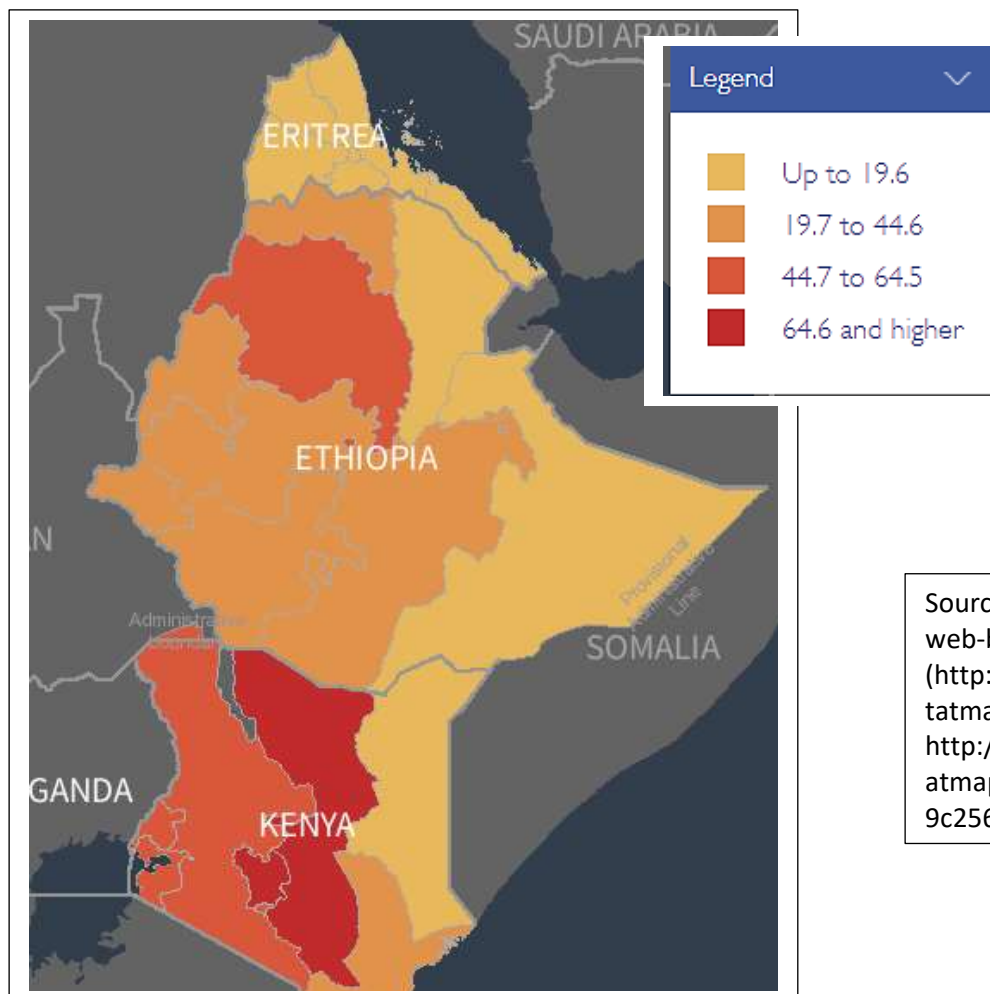 SAUDI ARABIA
Legend
ERITREA
Up to 19.6
19.7 to 44.6
44.7 to 64.5
64.6 and higher
ETHIOPIA
Provisional
Administrative
Line
Administrative
boundary
SOMALIA
GANDA
KENYA
Sourc
web-
(http:
tatma
http:/
atmap
9c256